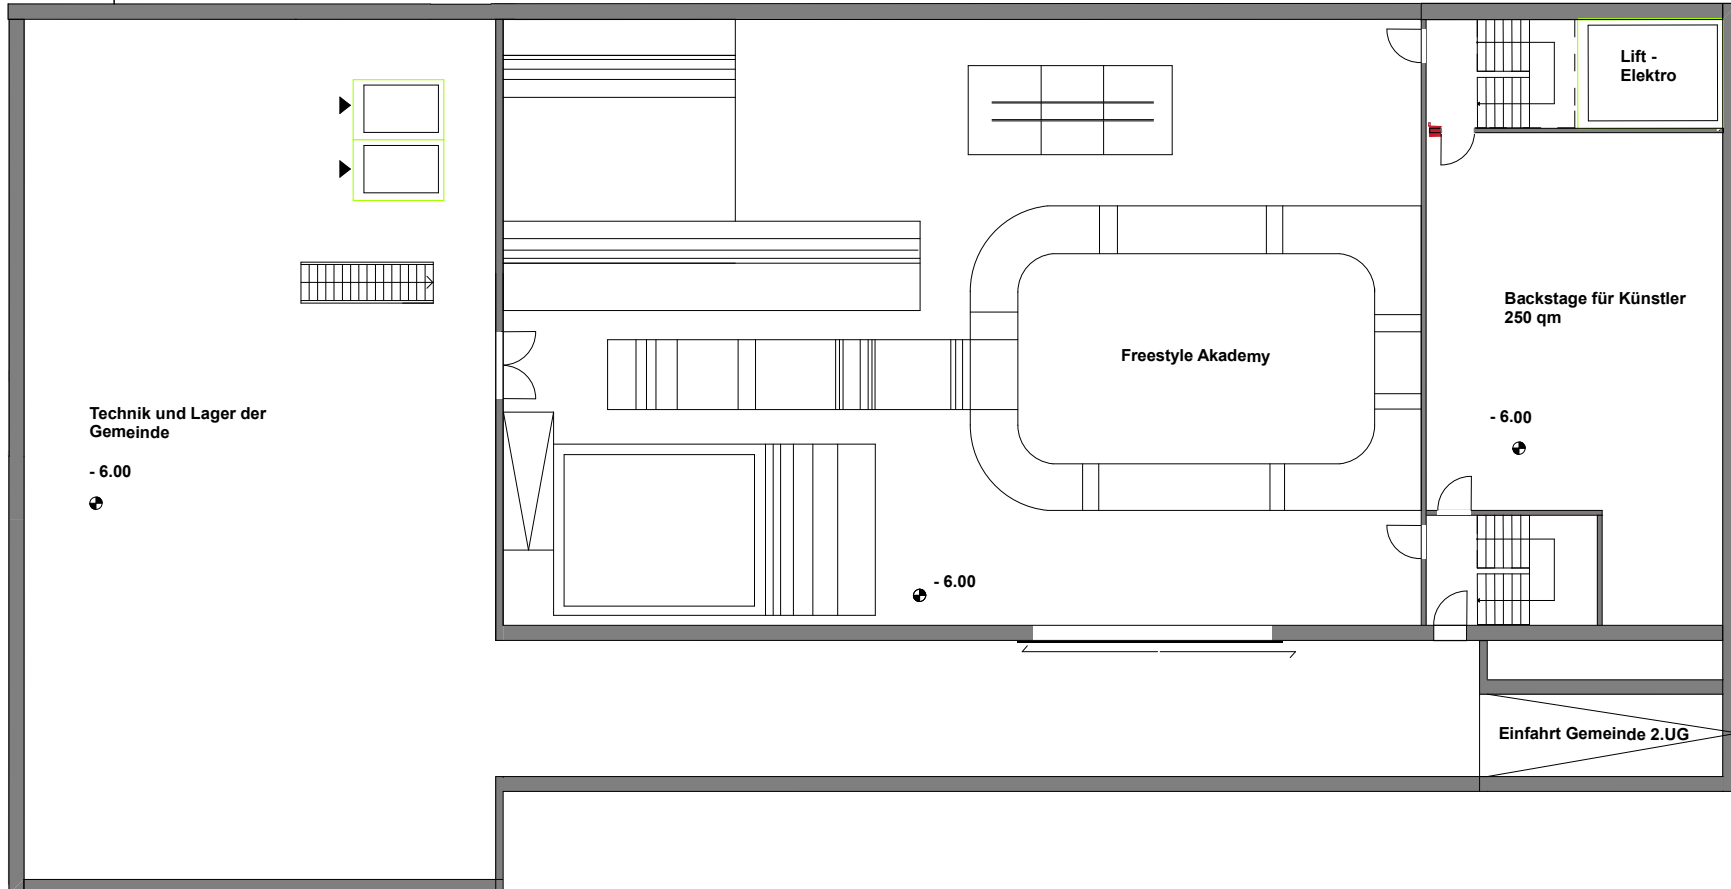 Lift -
Elektro
Backstage für Künstler
250 qm
Freestyle Akademy
Technik und Lager der
Gemeinde
- 6.00
- 6.00
- 6.00
Einfahrt Gemeinde 2.UG